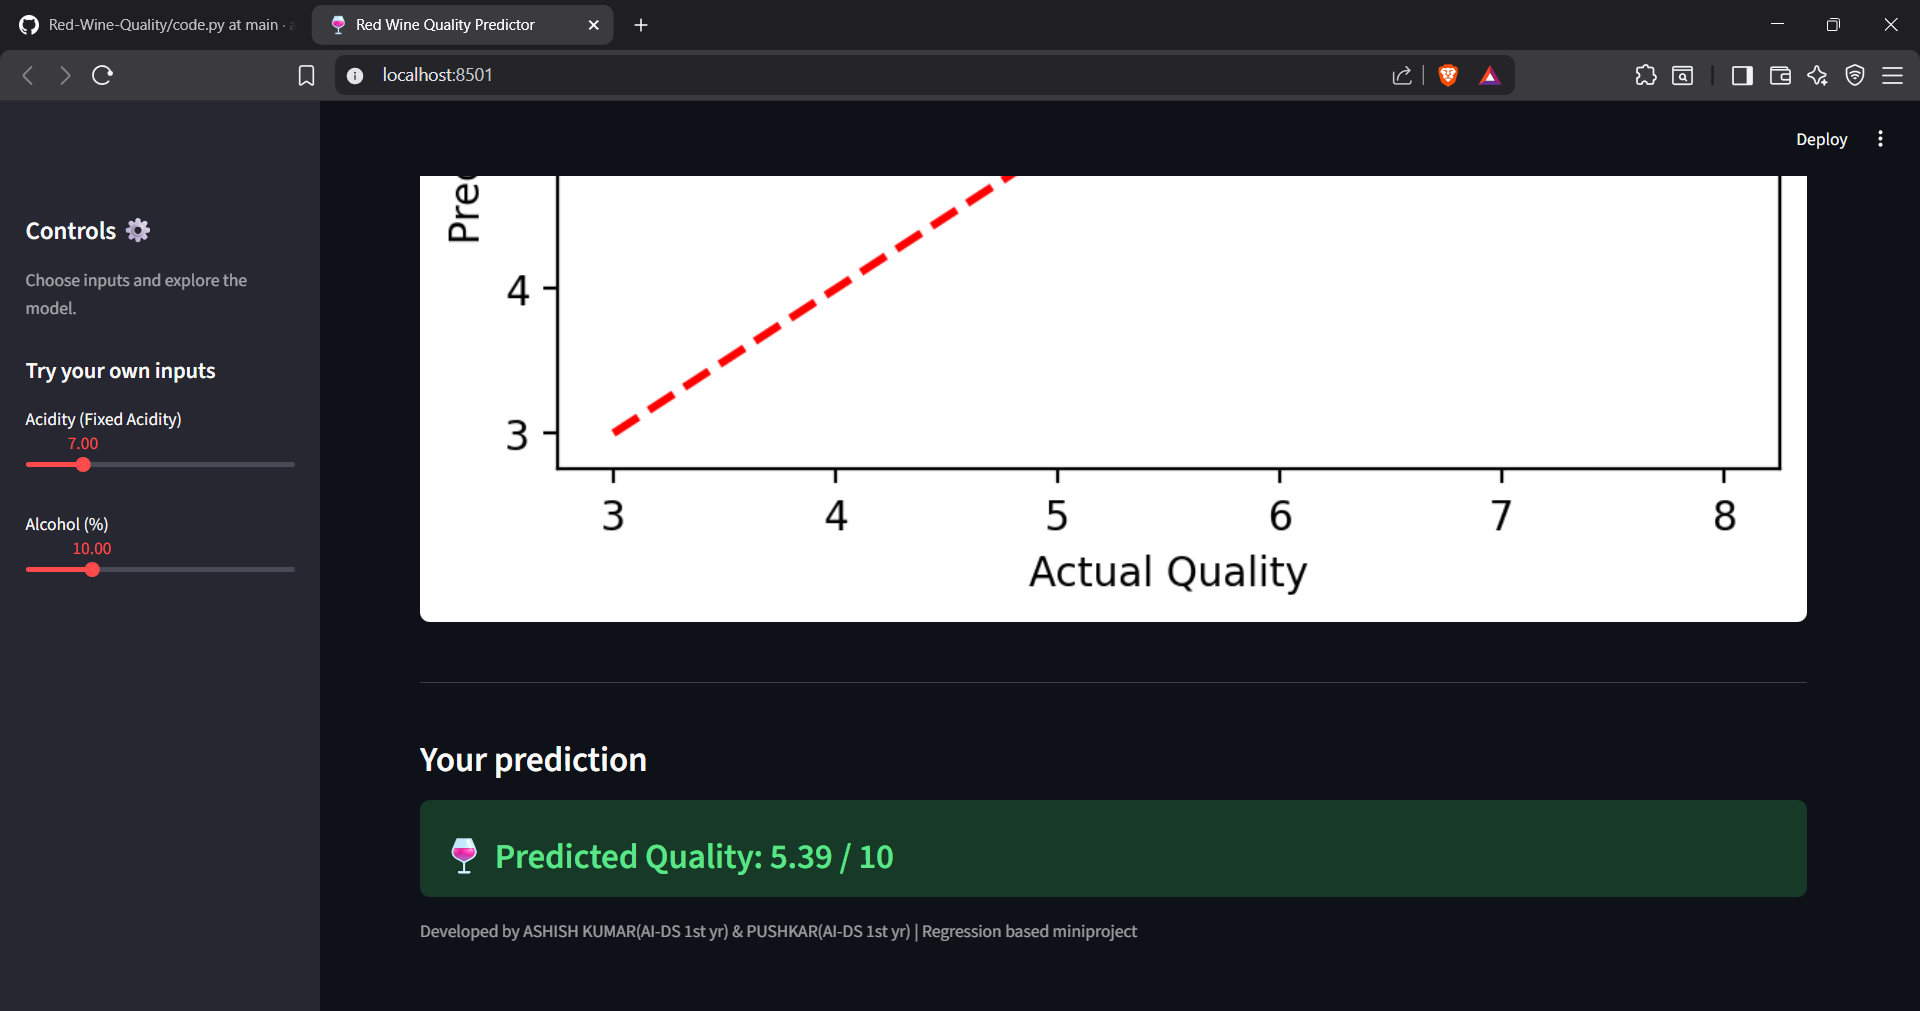 Red-Wine-Quality/code.py at main ·
Red Wine Quality Predictor
localhost:8501
Deploy
Controls
Choose inputs and explore the
model.
Try your own inputs
Acidity (Fixed Acidity)
7.00
Alcohol (%)
10.00
4
3
3 4 5 6 7 8
Actual Quality
Your prediction
Predicted Quality: 5.39 / 10
Developed by ASHISH KUMAR(AI-DS 1st yr) & PUSHKAR(AI-DS 1st yr) | Regression based miniproject